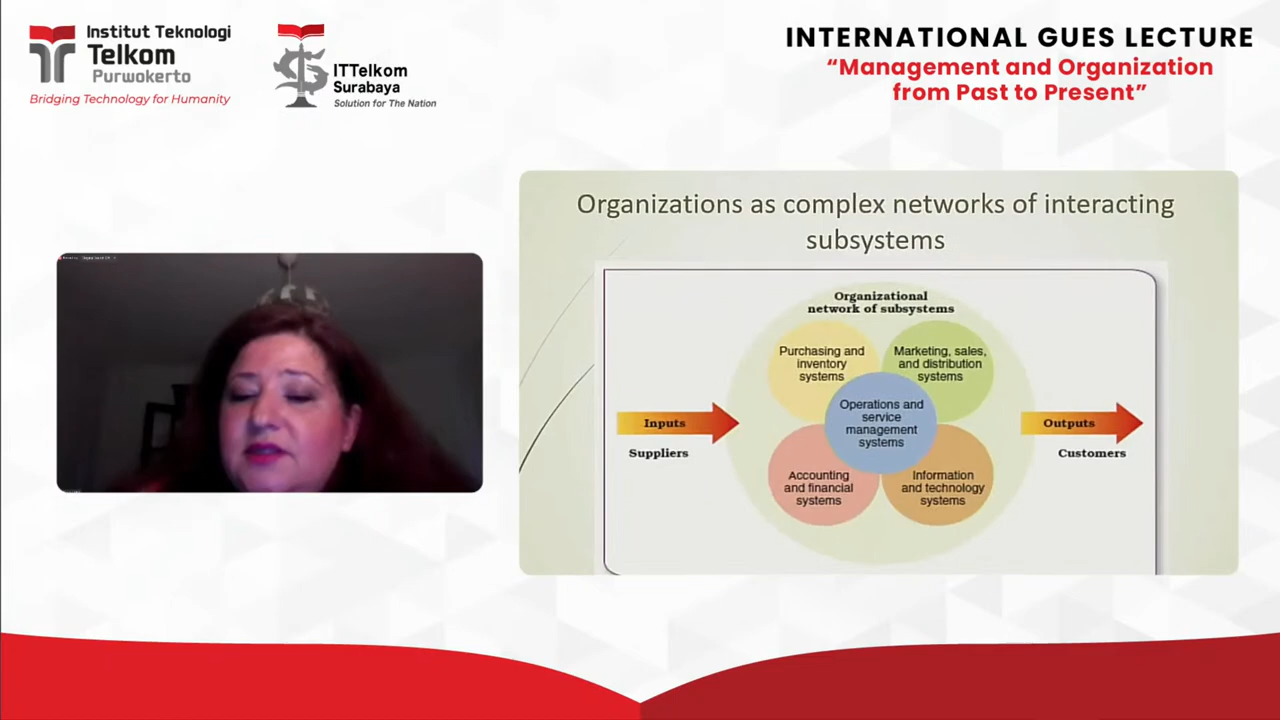 Institut Teknologi
Telkom
Purwokerto
Bridging Technology for Humanity
ITTelkom
Surabaya
Solution for The Nation
INTERNATIONAL GUES LECTURE
“Management and Organization
from Past to Present”
Organizations as complex networks of interacting
subsystems
Organizational
network of subsystems
Purchasing and
inventory
systems
Marketing, sales,
and distribution
systems
Operations and
service
management
systems
Inputs
Suppliers
Outputs
Customers
Accounting
and financial
systems
Information
and technology
systems